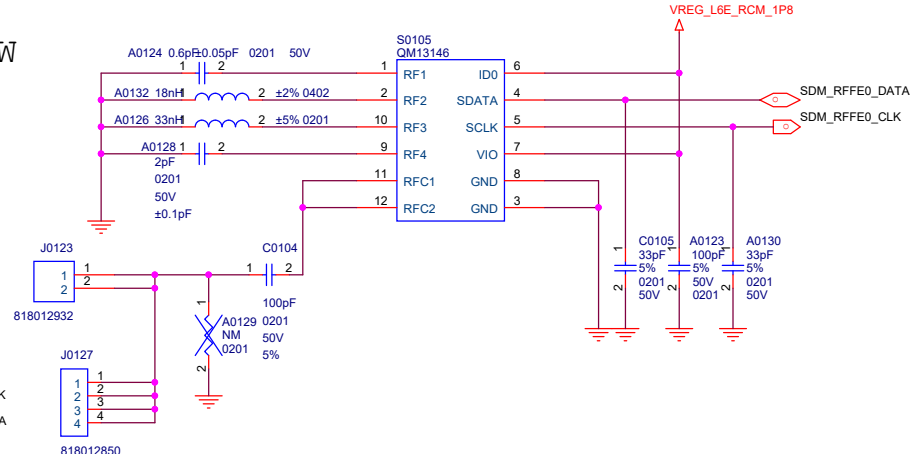 VREG_L6E_RCM_1P8
S0105
QM13146
A0124 0.6pF±0.05pF 0201 50V
1 2
1 RF1 ID0 6
A0132 18nH 1 2 ±2% 0402
2 RF2 SDATA 4
SDM_RFFE0_DATA
A0126 33nH 1 2 ±5% 0201
10 RF3 SCLK 5
SDM_RFFE0_CLK
A0128 1 2
9 RF4 VIO 7
2pF
0201
50V
±0.1pF
11 RFC1 GND 8
12 RFC2 GND 3
J0123
1 1
2 2
818012932
C0104
1 2
100pF
0201
50V
5%
1
A0129
NM
0201
2
1
C0105
33pF
5%
0201
50V
2
1
A0123
100pF
5%
50V
0201
2
1
A0130
33pF
5%
0201
50V
2
J0127
1 1
2 2
3 3
4 4
818012850
K
A